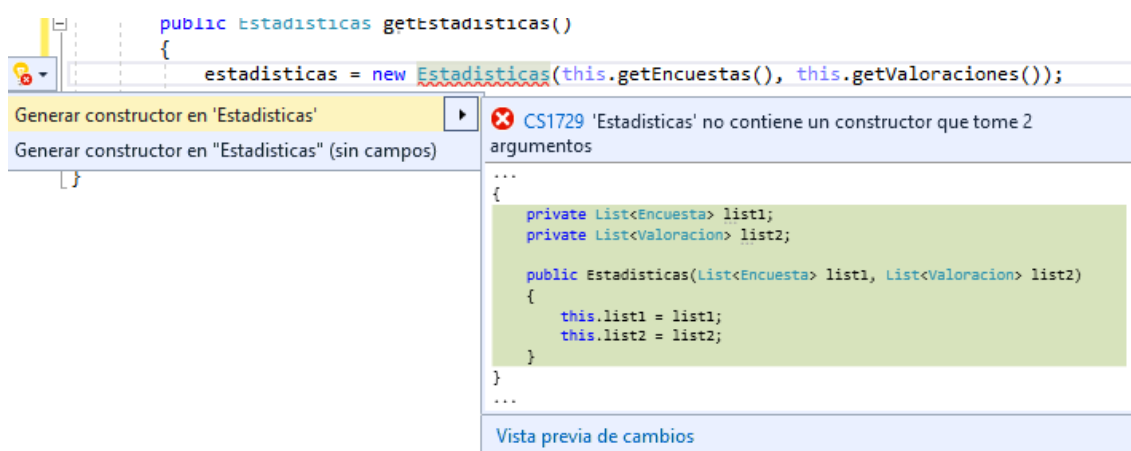 public Estadisticas getEstadisticas()
{
estadisticas = new Estadisticas(this.getEncuestas(), this.getValoraciones());
Generar constructor en 'Estadisticas'
Generar constructor en "Estadisticas" (sin campos)
}
CS1729 'Estadisticas' no contiene un constructor que tome 2
argumentos
...
{
private List<Encuesta> list1;
private List<Valoracion> list2;
public Estadisticas(List<Encuesta> list1, List<Valoracion> list2)
{
this.list1 = list1;
this.list2 = list2;
}
}
...
Vista previa de cambios